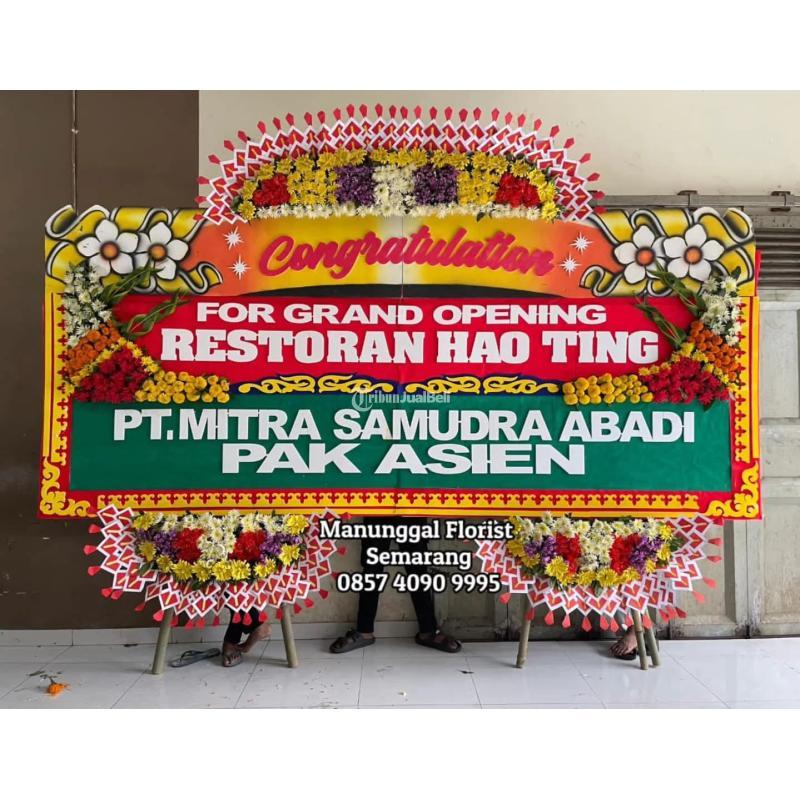 Congratulation
FOR GRAND OPENING
RESTORAN HAO TING
TribunJualBeli
PT.MITRA SAMUDRA ABADI
PAK ASIEN
Manunggal Florist
Semarang
0857 4090 9995